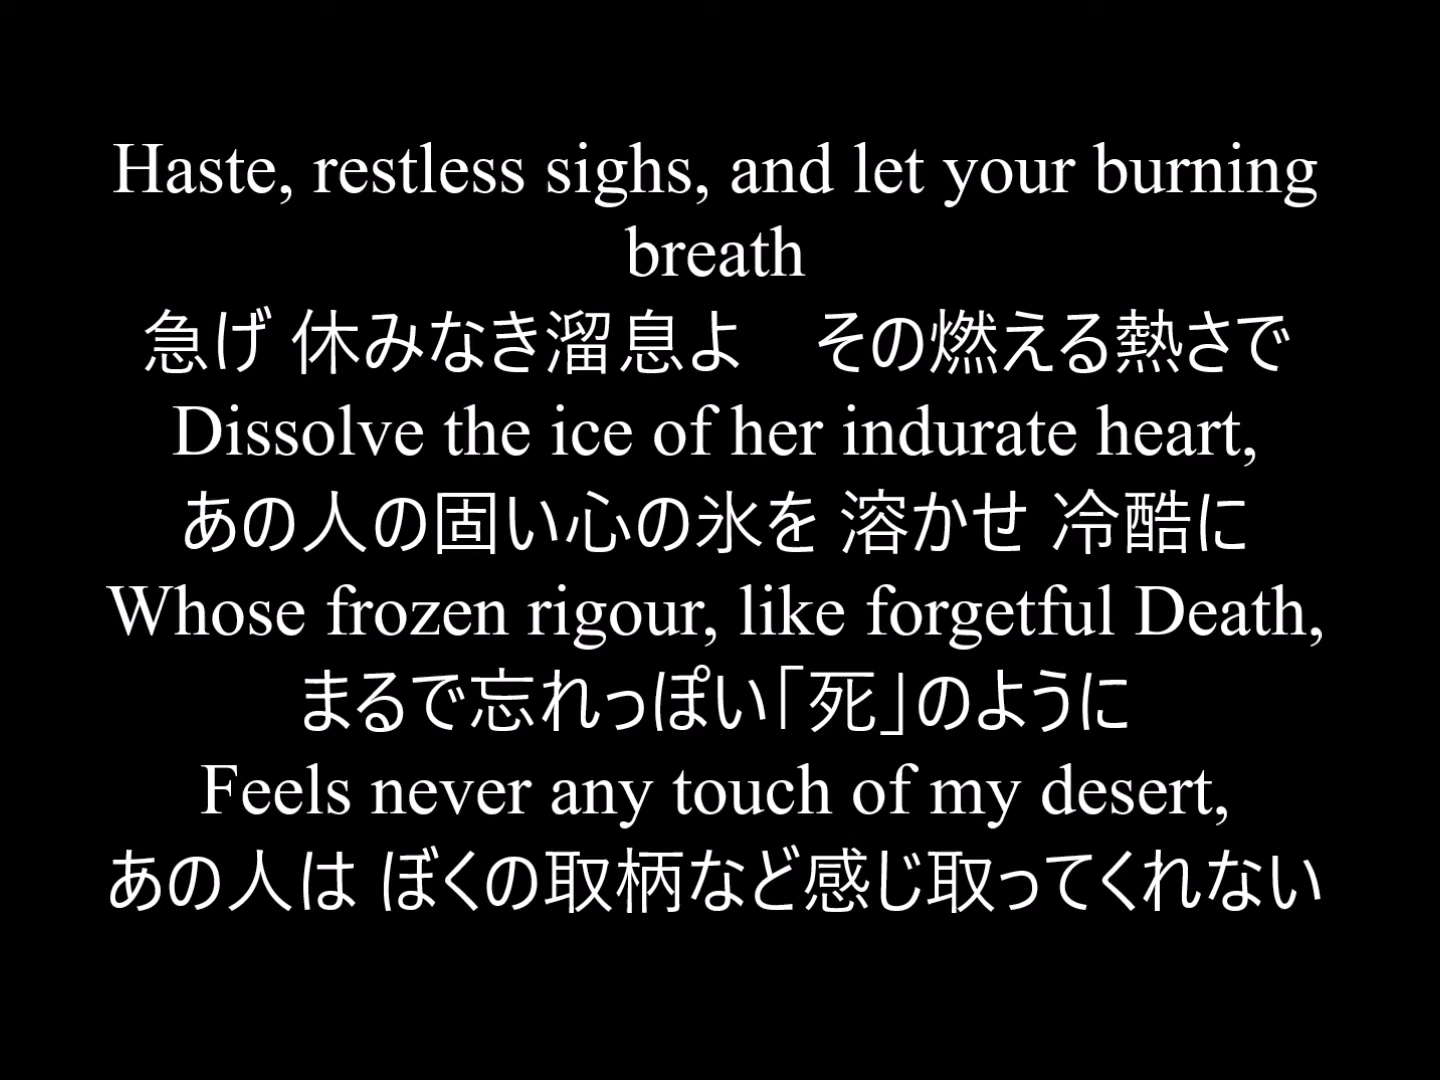 Haste, restless sighs, and let your burning
breath
急げ 休みなき溜息よ　その燃える熱さで
Dissolve the ice of her indurate heart,
あの人の固い心の氷を 溶かせ 冷酷に
Whose frozen rigour, like forgetful Death,
まるで忘れっぽい「死」のように
Feels never any touch of my desert,
あの人は ぼくの取柄など感じ取ってくれない